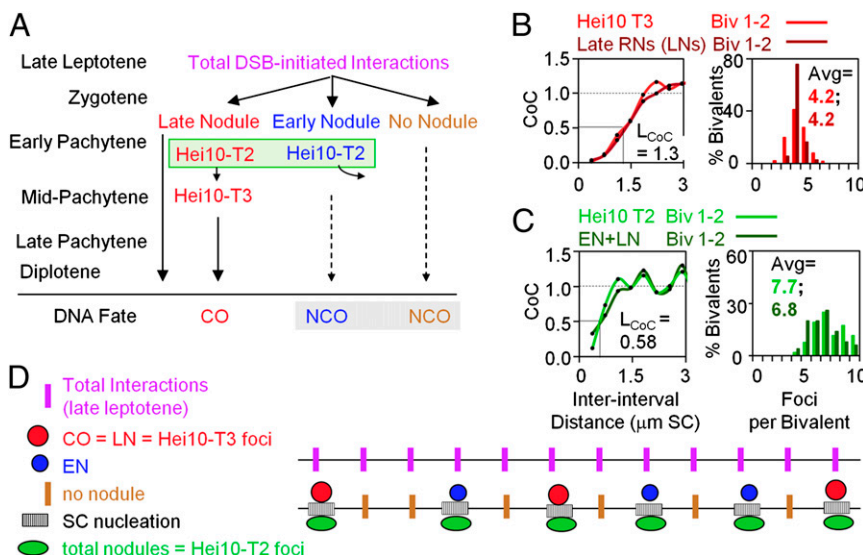 A
Late Leptotene
Total DSB-initiated Interactions
Zygotene
Late Nodule Early Nodule No Nodule
Early Pachytene
Hei10-T2 Hei10-T2
Mid-Pachytene
Hei10-T3
Late Pachytene
Diplotene
DNA Fate CO NCO NCO
B
Hei10 T3 Biv 1-2
Late RNs (LNs) Biv 1-2
CoC
1.5
1.0
0.5
0.0
0 1.5 3
L CoC
= 1.3
% Bivalents
80
40
0
0 5 10
Avg=
4.2;
4.2
C
Hei10 T2 Biv 1-2
EN+LN Biv 1-2
CoC
1.5
1.0
0.5
0.0
0 1.5 3
L CoC =
0.58
Inter-interval
Distance (μm SC)
% Bivalents
60
30
0
0 5 10
Avg=
7.7;
6.8
Foci
per Bivalent
D
Total Interactions
(late leptotene)
CO = LN = Hei10-T3 foci
EN
no nodule
SC nucleation
total nodules = Hei10-T2 foci